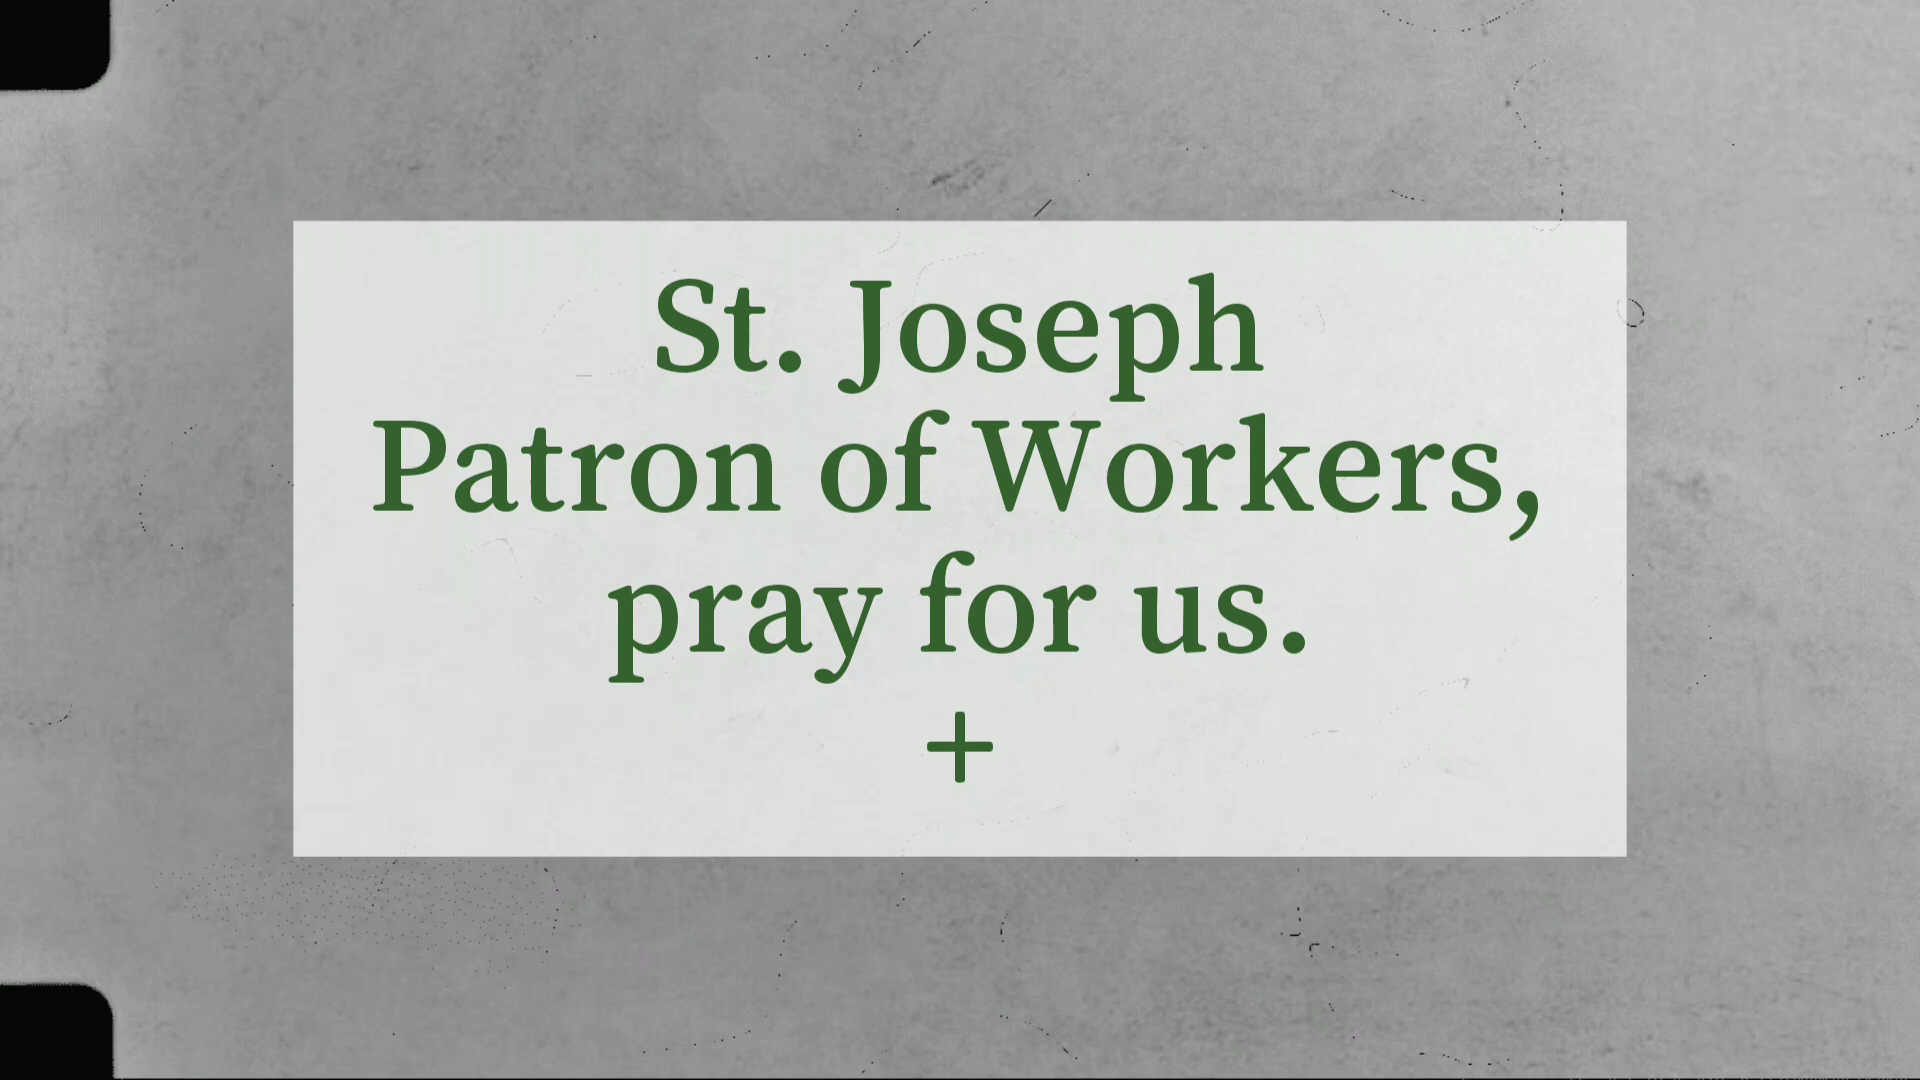 St. Joseph
Patron of Workers,
pray for us.
+